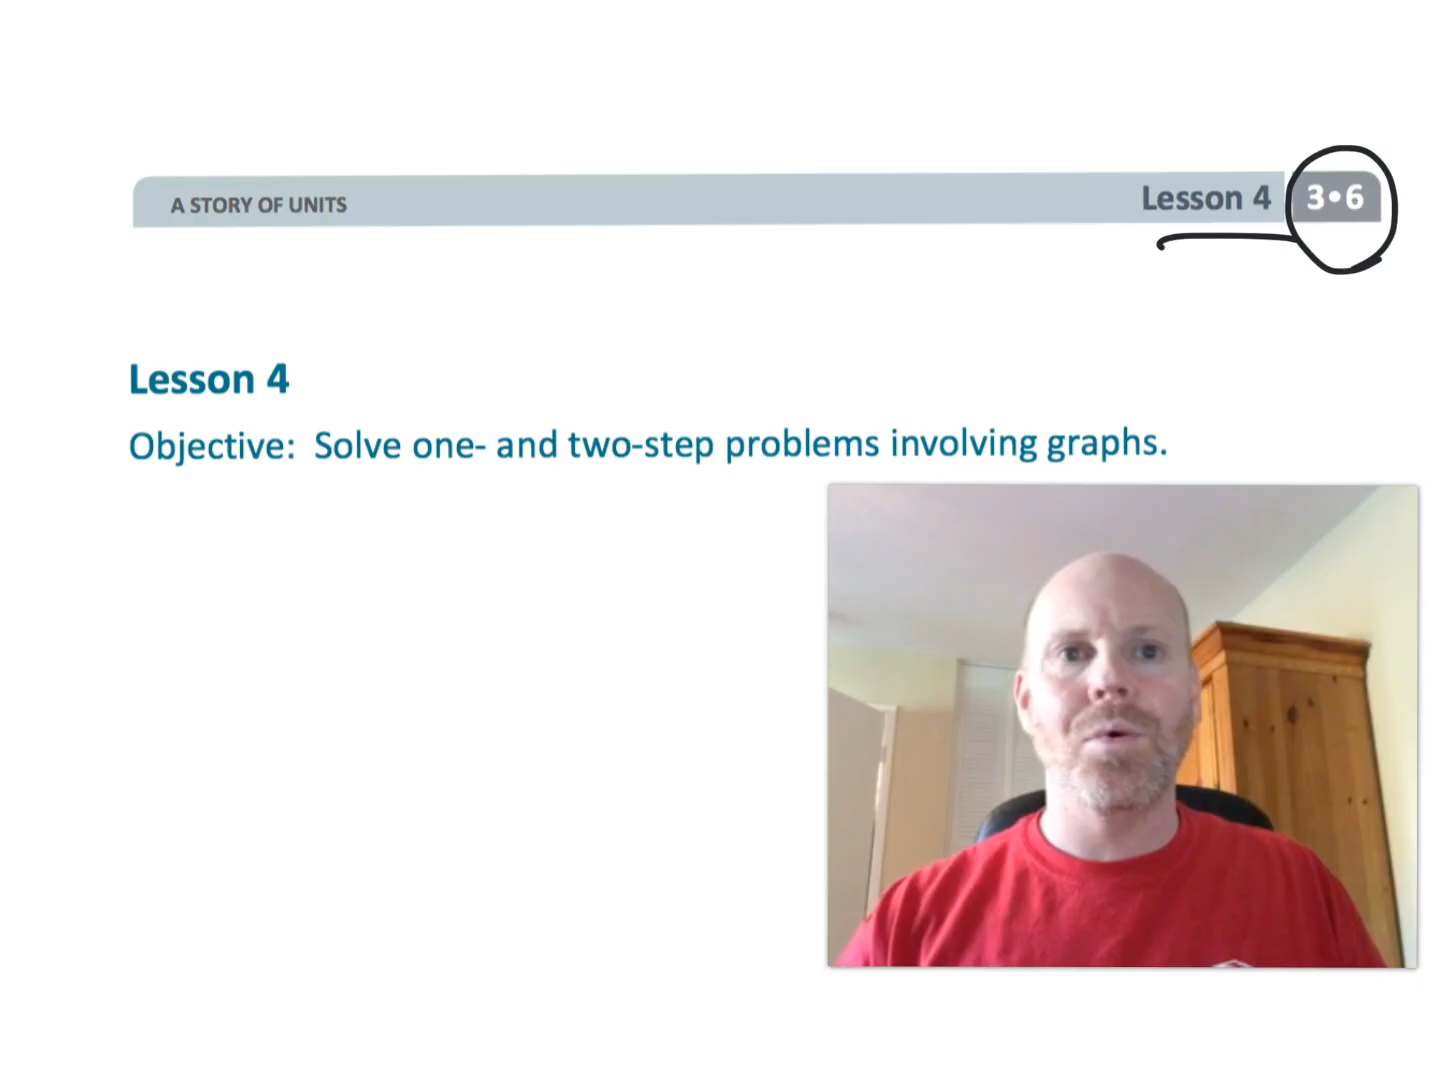 A STORY OF UNITS
Lesson 4
3•6
Lesson 4
Objective: Solve one- and two-step problems involving graphs.